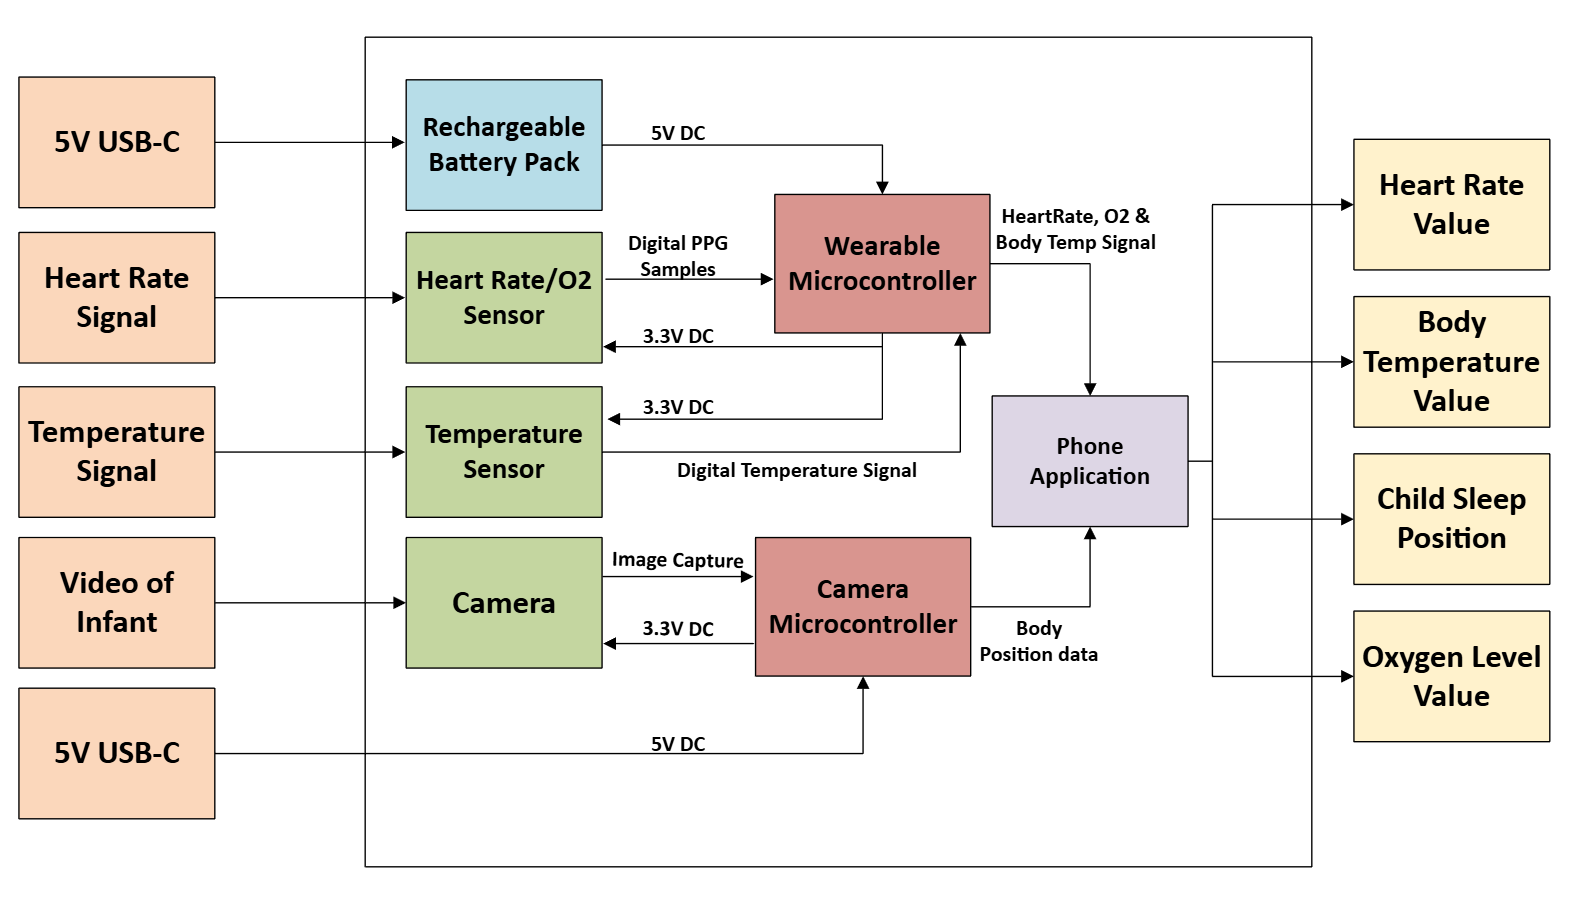 5V USB-C
Heart Rate
Signal
Temperature
Signal
Video of
Infant
5V USB-C
Rechargeable
Battery Pack
5V DC
Heart Rate/O2
Sensor
Digital PPG
Samples
3.3V DC
Temperature
Sensor
3.3V DC
Digital Temperature Signal
Camera
Image Capture
3.3V DC
5V DC
Wearable
Microcontroller
HeartRate, O2 &
Body Temp Signal
Camera
Microcontroller
Body
Position data
Phone
Application
Heart Rate
Value
Body
Temperature
Value
Child Sleep
Position
Oxygen Level
Value